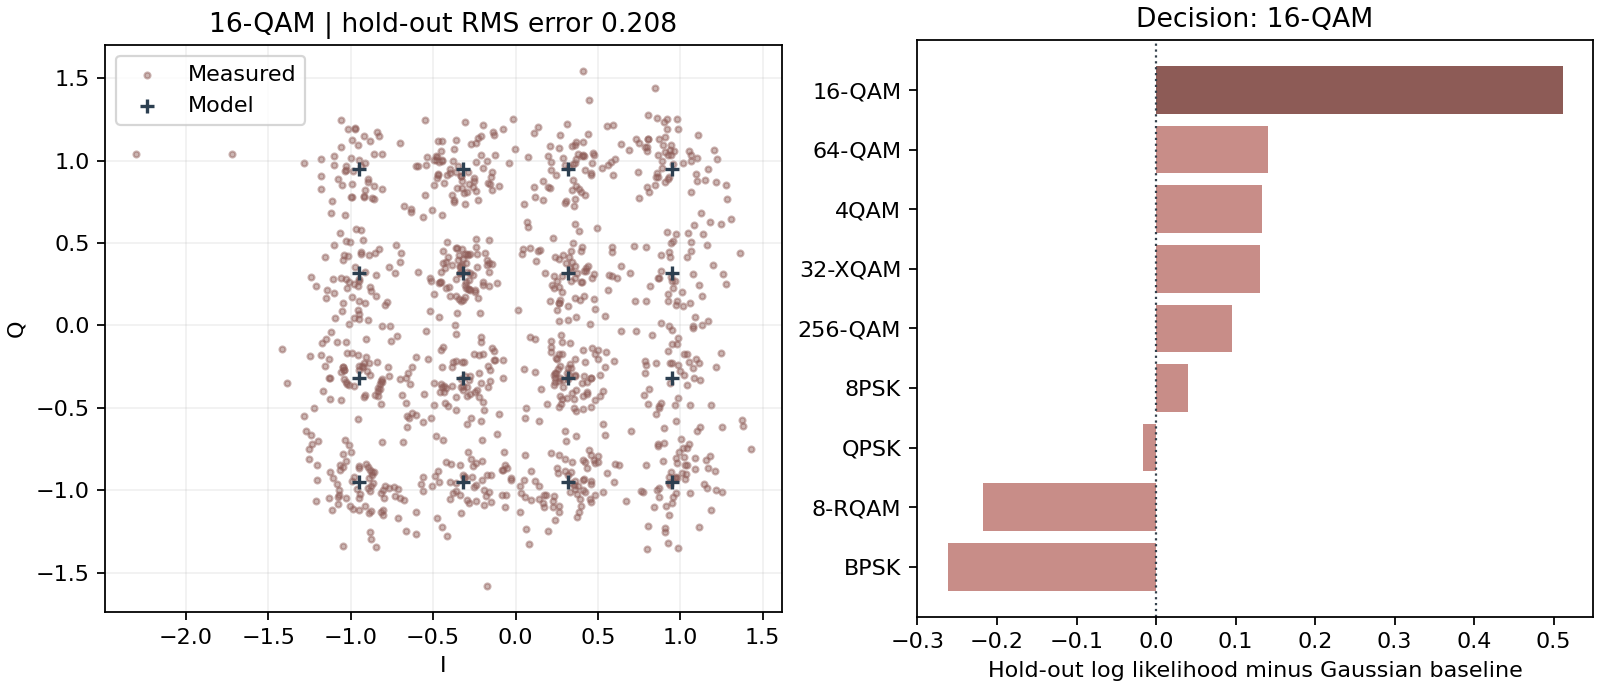 16-QAM | hold-out RMS error 0.208
Measured
Model
1.5
1.0
0.5
0.0
−0.5
−1.0
−1.5
Q
−2.0 −1.5 −1.0 −0.5 0.0 0.5 1.0 1.5
I
Decision: 16-QAM
16-QAM
64-QAM
4QAM
32-XQAM
256-QAM
8PSK
QPSK
8-RQAM
BPSK
−0.3 −0.2 −0.1 0.0 0.1 0.2 0.3 0.4 0.5
Hold-out log likelihood minus Gaussian baseline